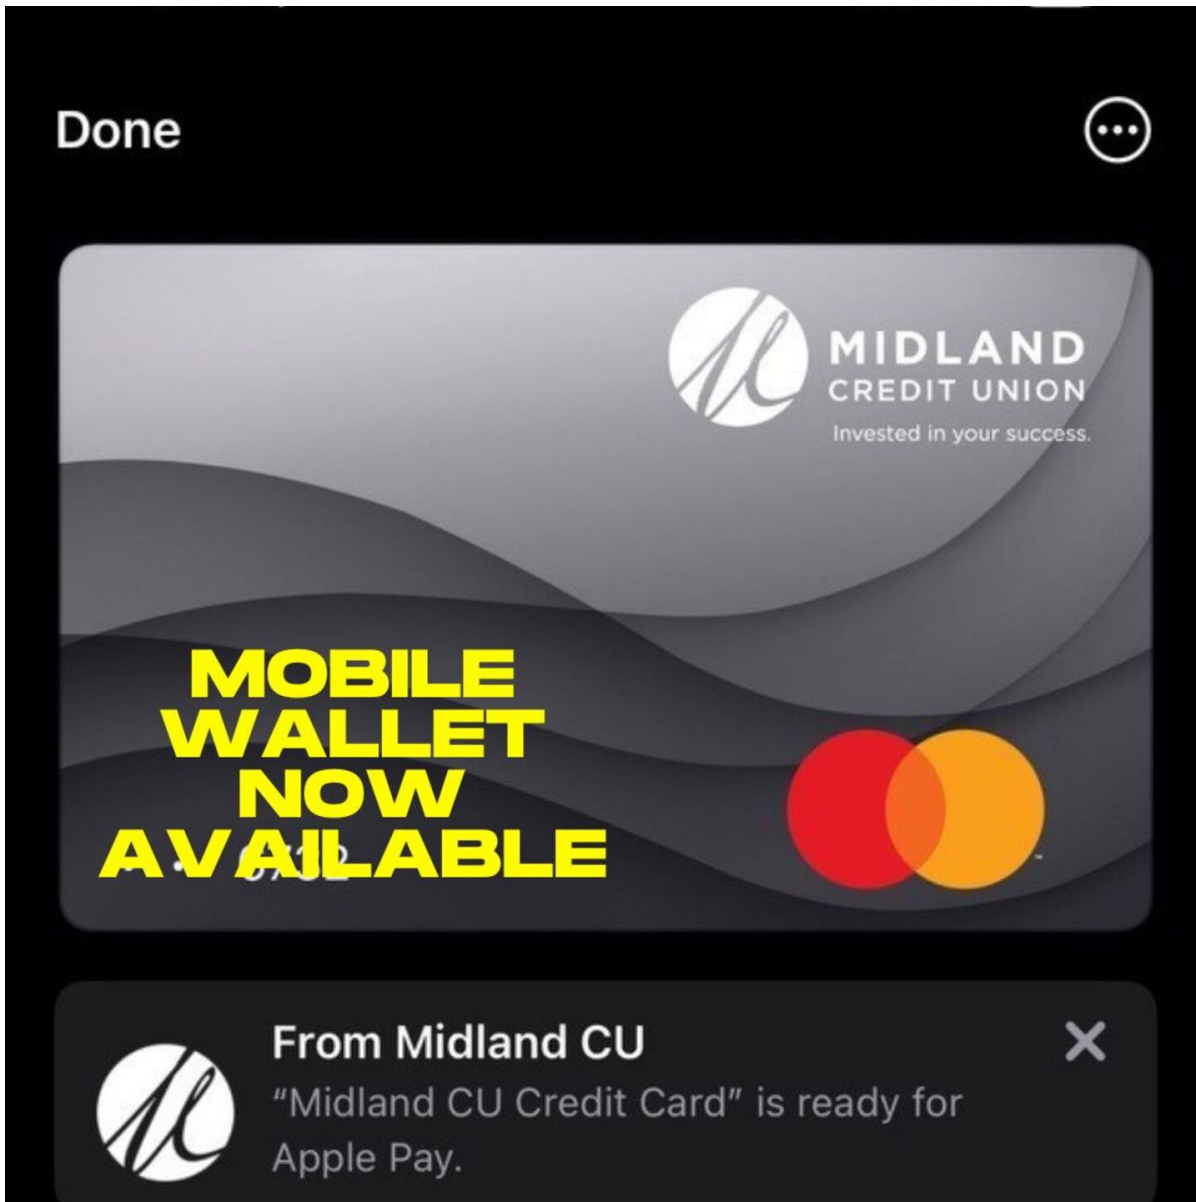 Done
MIDLAND
CREDIT UNION
Invested in your success.
MOBILE
WALLET
NOW
AVAILABLE
From Midland CU
“Midland CU Credit Card” is ready for
Apple Pay.